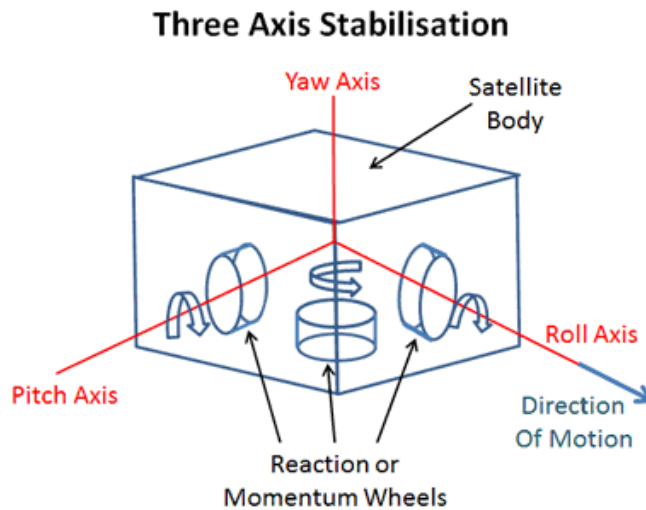 Three Axis Stabilisation
Yaw Axis
Satellite
Body
Roll Axis
Pitch Axis
Direction
Of Motion
Reaction or
Momentum Wheels